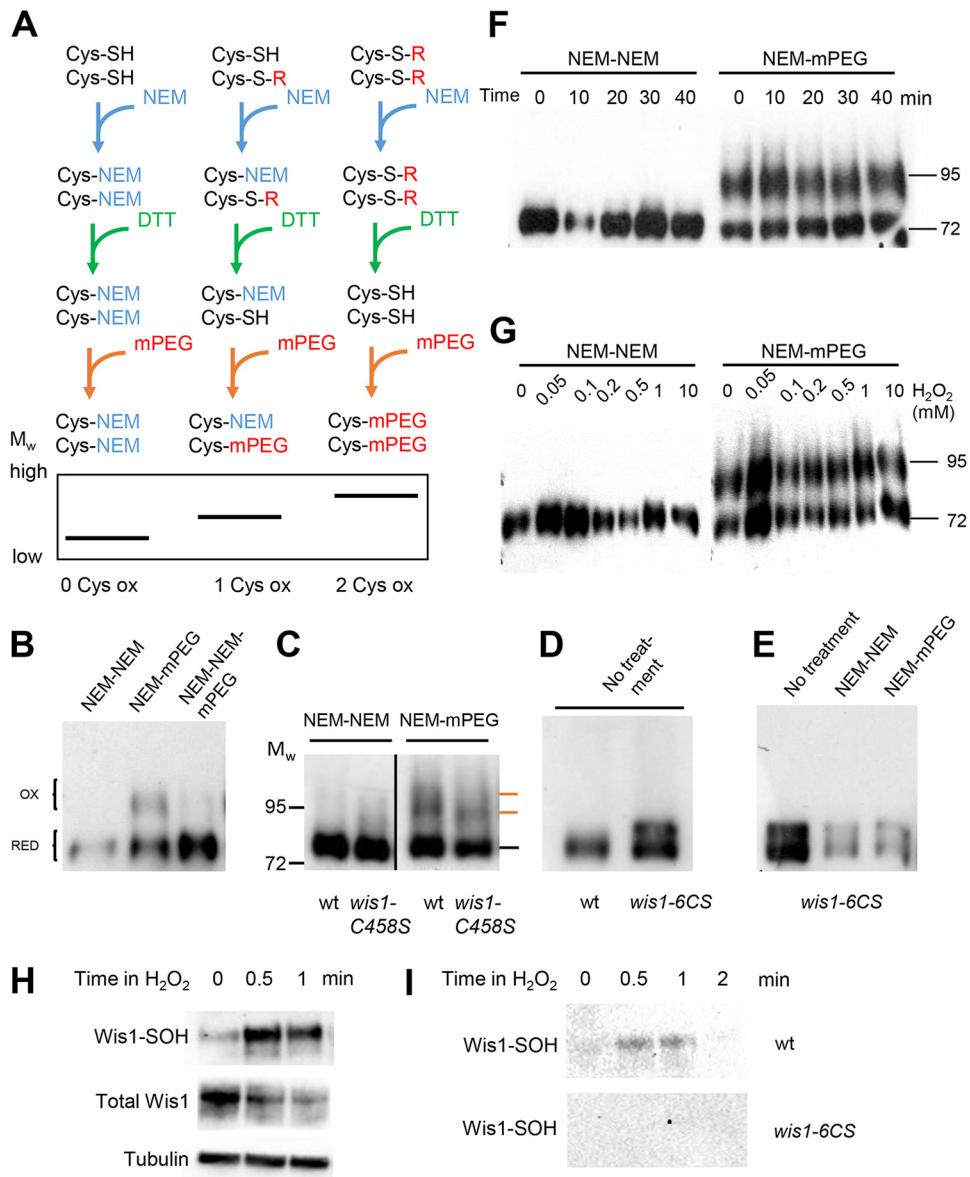 A
Cys-SH Cys-SH Cys-S-R
Cys-SH Cys-S-R Cys-S-R
NEM NEM NEM
Cys-NEM Cys-NEM Cys-S-R
Cys-NEM Cys-S-R Cys-S-R
DTT DTT DTT
Cys-NEM Cys-NEM Cys-SH
Cys-NEM Cys-SH Cys-SH
mPEG mPEG mPEG
Cys-NEM Cys-NEM Cys-mPEG
Cys-NEM Cys-mPEG Cys-mPEG
Mw
high
low
0 Cys ox 1 Cys ox 2 Cys ox
B
NEM-NEM
NEM-mPEG
NEM-NEM-
mPEG
OX
RED
C
NEM-NEM NEM-mPEG
Mw
95
72
wt wis1-C458S wt wis1-C458S
D
No treat-
ment
wt wis1-6CS
E
No treatment
NEM-NEM
NEM-mPEG
wis1-6CS
F
NEM-NEM NEM-mPEG
Time 0 10 20 30 40 0 10 20 30 40 min
95
72
G
NEM-NEM NEM-mPEG
0 0.05 0.1 0.2 0.5 1 10 0 0.05 0.1 0.2 0.5 1 10 H₂O₂
(mM)
95
72
H
Time in H₂O₂ 0 0.5 1 min
Wis1-SOH
Total Wis1
Tubulin
I
Time in H₂O₂ 0 0.5 1 2 min
Wis1-SOH wt
Wis1-SOH wis1-6CS